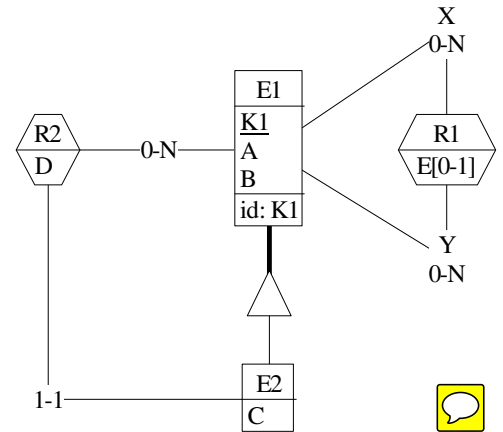 X
0-N
E1
K1
A
B
id: K1
R2
D
0-N
R1
E[0-1]
Y
0-N
E2
C
1-1